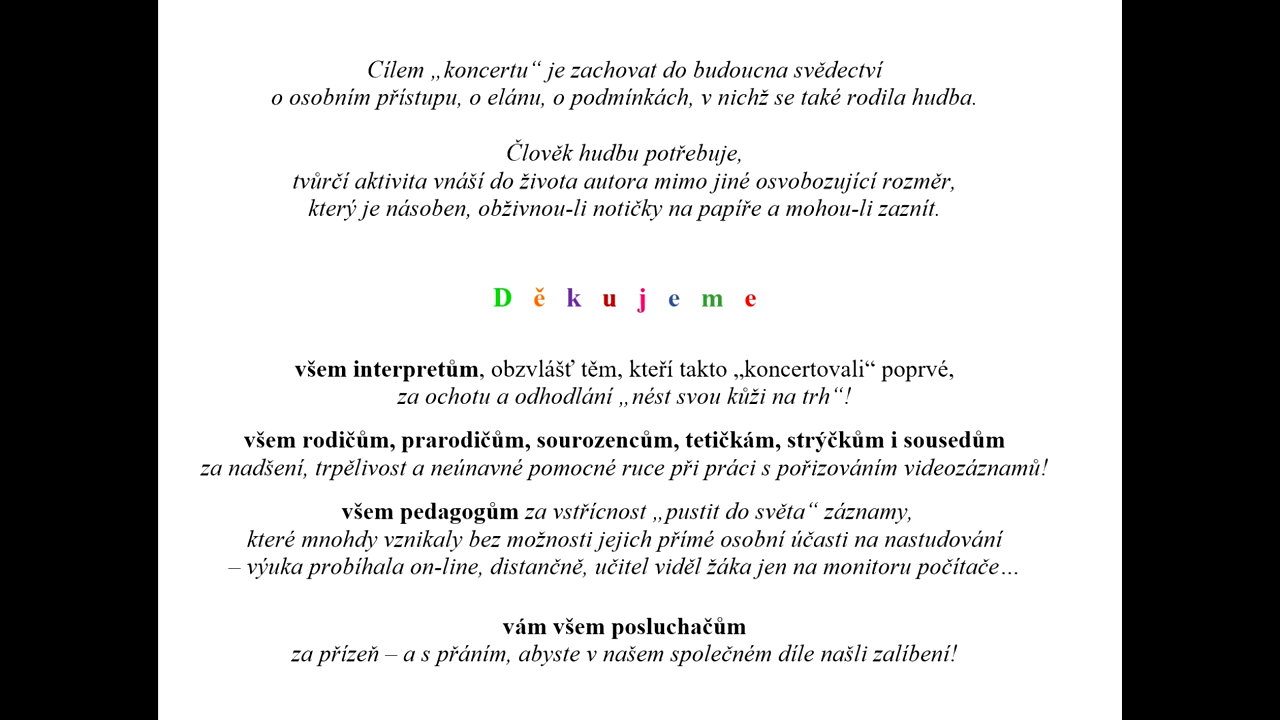 Cílem „koncertu“ je zachovat do budoucna svědectví
o osobním přístupu, o elánu, o podmínkách, v nichž se také rodila hudba.
Člověk hudbu potřebuje,
tvůrčí aktivita vnáší do života autora mimo jiné osvobozující rozměr,
který je násoben, obživnou-li notičky na papíře a mohou-li zaznít.
D ě k u j e m e
všem interpretům, obzvlášť těm, kteří takto „koncertovali“ poprvé,
za ochotu a odhodlání „nést svou kůži na trh“!
všem rodičům, prarodičům, sourozencům, tetičkám, strýčkům i sousedům
za nadšení, trpělivost a neúnavné pomocné ruce při práci s pořizováním videozáznamů!
všem pedagogům za vstřícnost „pustit do světa“ záznamy,
které mnohdy vznikaly bez možnosti jejich přímé osobní účasti na nastudování
– výuka probíhala on-line, distančně, učitel viděl žáka jen na monitoru počítače…
vám všem posluchačům
za přízeň – a s přáním, abyste v našem společném díle našli zalíbení!